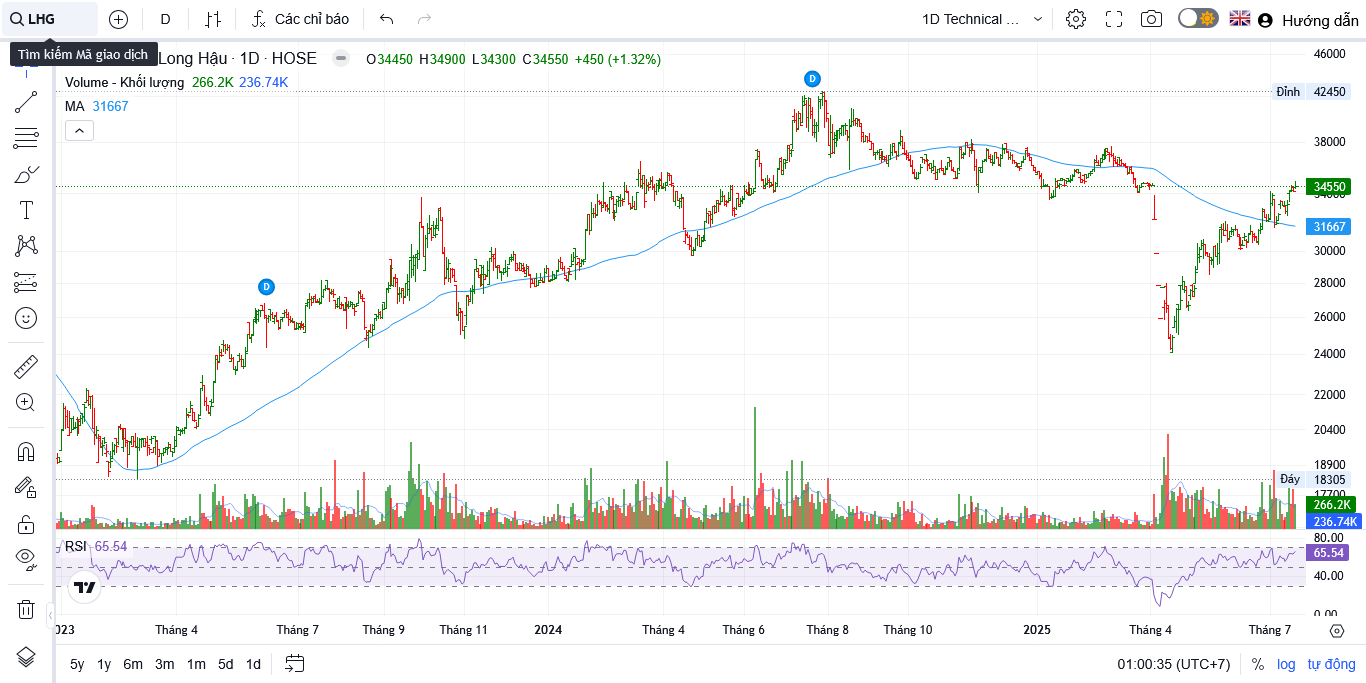 LHG
D
Các chỉ báo
1D Technical ...
Hướng dẫn
Tìm kiếm Mã giao dịch
Long Hậu · 1D · HOSE
O34450 H34900 L34300 C34550 +450 (+1.32%)
Volume - Khối lượng 266.2K 236.74K
MA 31667
D
D
46000
Đỉnh 42450
38000
34550
34000
31667
30000
28000
26000
24000
22000
20400
18900
Đáy 18305
17700
266.2K
236.74K
RSI 65.54
80.00
65.54
40.00
0.00
2023 Tháng 4 Tháng 7 Tháng 9 Tháng 11 2024 Tháng 4 Tháng 6 Tháng 8 Tháng 10 2025 Tháng 4 Tháng 7
5y 1y 6m 3m 1m 5d 1d
01:00:35 (UTC+7) % log tự động